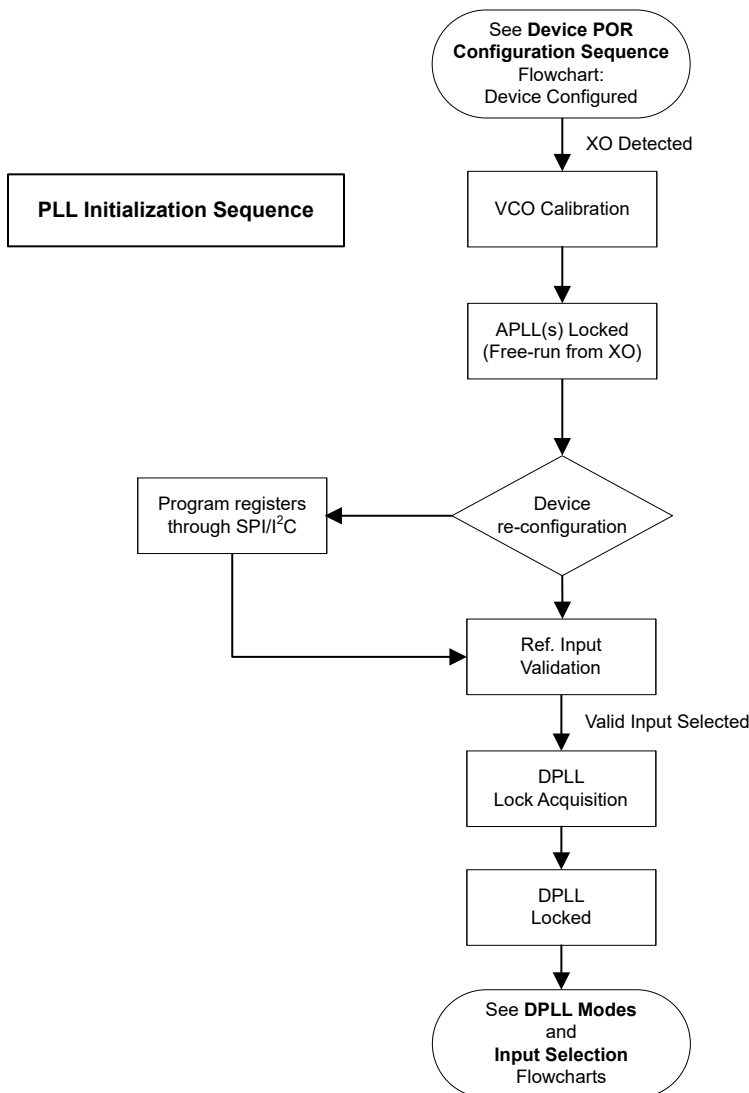 See Device POR
Configuration Sequence
Flowchart:
Device Configured
XO Detected
PLL Initialization Sequence
VCO Calibration
APLL(s) Locked
(Free-run from XO)
Program registers
through SPI/I²C
Device
re-configuration
Ref. Input
Validation
Valid Input Selected
DPLL
Lock Acquisition
DPLL
Locked
See DPLL Modes
and
Input Selection
Flowcharts